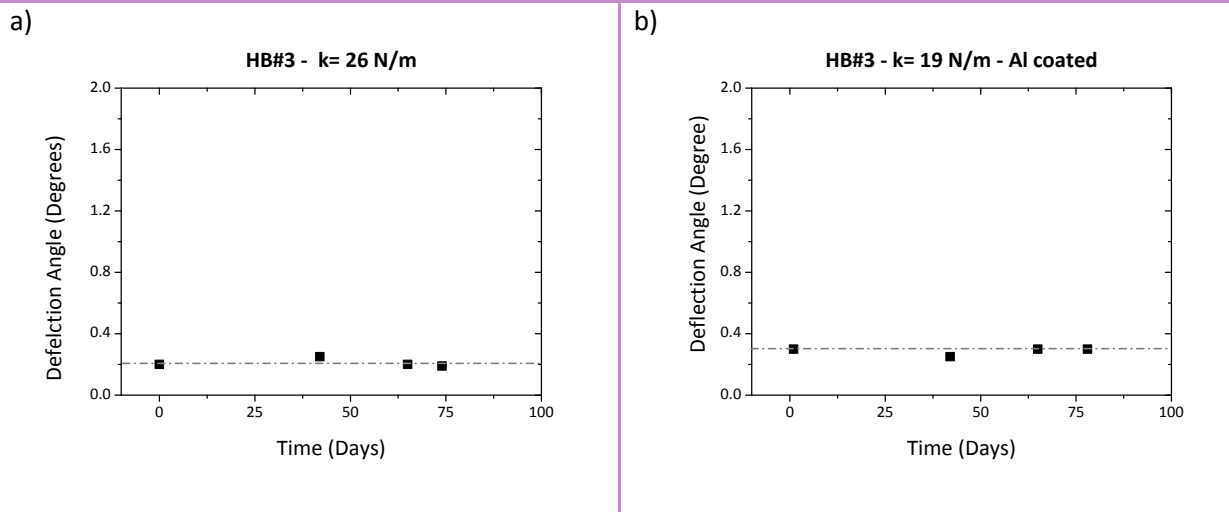 a)
HB#3 - k= 26 N/m
2.0
1.6
1.2
0.8
0.4
0.0
Defelction Angle (Degrees)
0 25 50 75 100
Time (Days)
b)
HB#3 - k= 19 N/m - Al coated
2.0
1.6
1.2
0.8
0.4
0.0
Deflection Angle (Degree)
0 25 50 75 100
Time (Days)